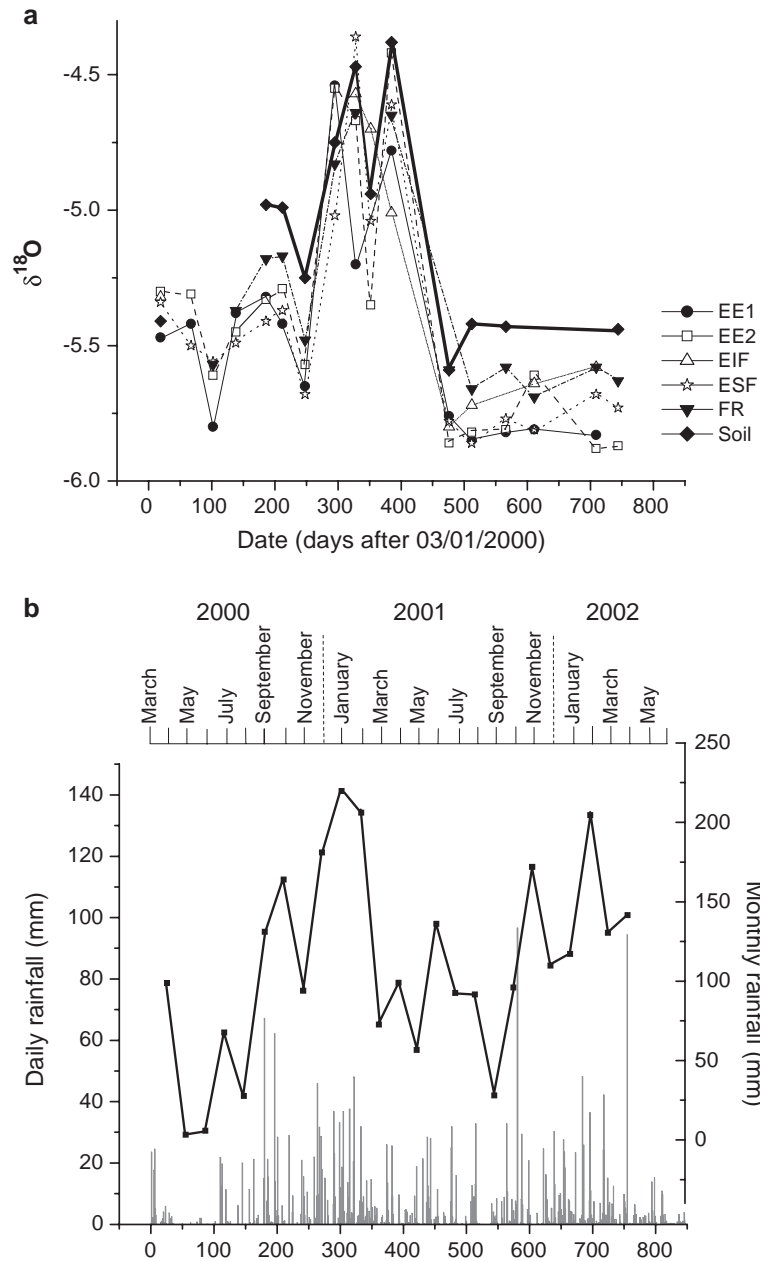 a
-4.5
-5.0
-5.5
-6.0
δ18O
0 100 200 300 400 500 600 700 800
Date (days after 03/01/2000)
EE1
EE2
EIF
ESF
FR
Soil
b
2000 2001 2002
March May July September November January March May July September November January March May
140
120
100
80
60
40
20
0
Daily rainfall (mm)
250
200
150
100
50
0
Monthly rainfall (mm)
0 100 200 300 400 500 600 700 800